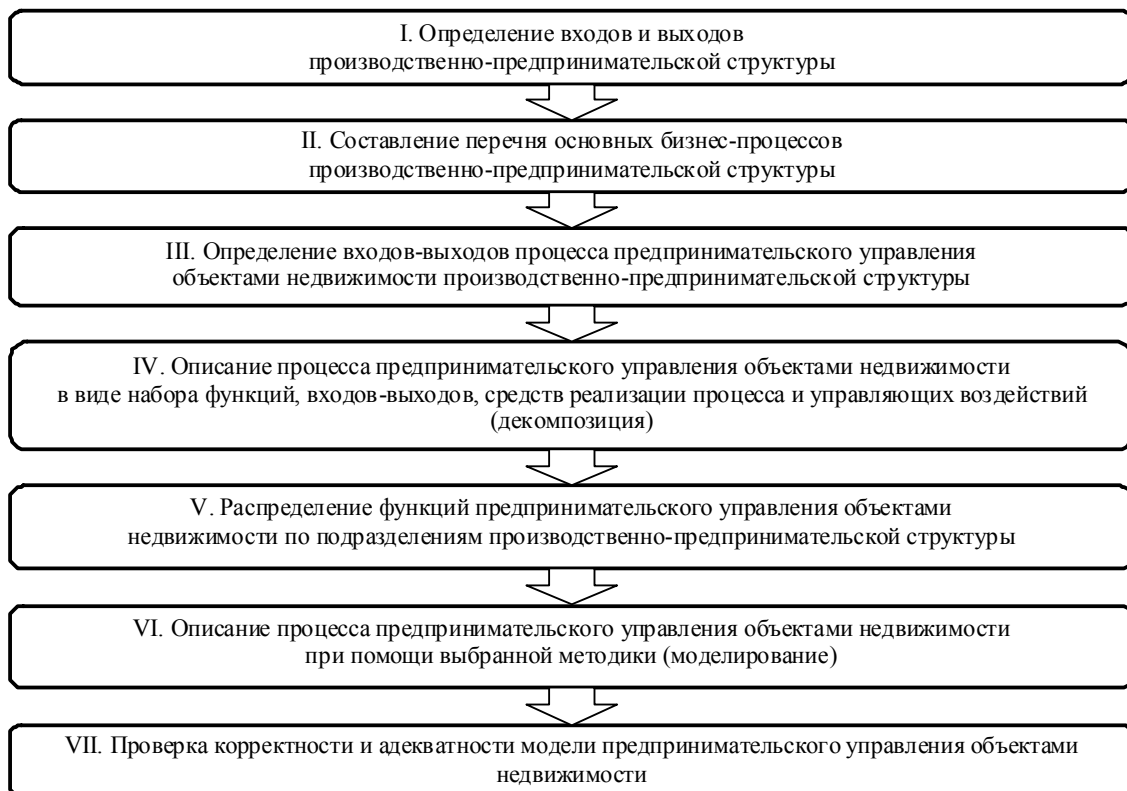 I. Определение входов и выходов
производственно-предпринимательской структуры
II. Составление перечня основных бизнес-процессов
производственно-предпринимательской структуры
III. Определение входов-выходов процесса предпринимательского управления
объектами недвижимости производственно-предпринимательской структуры
IV. Описание процесса предпринимательского управления объектами недвижимости
в виде набора функций, входов-выходов, средств реализации процесса и управляющих воздействий
(декомпозиция)
V. Распределение функций предпринимательского управления объектами
недвижимости по подразделениям производственно-предпринимательской структуры
VI. Описание процесса предпринимательского управления объектами недвижимости
при помощи выбранной методики (моделирование)
VII. Проверка корректности и адекватности модели предпринимательского управления объектами
недвижимости